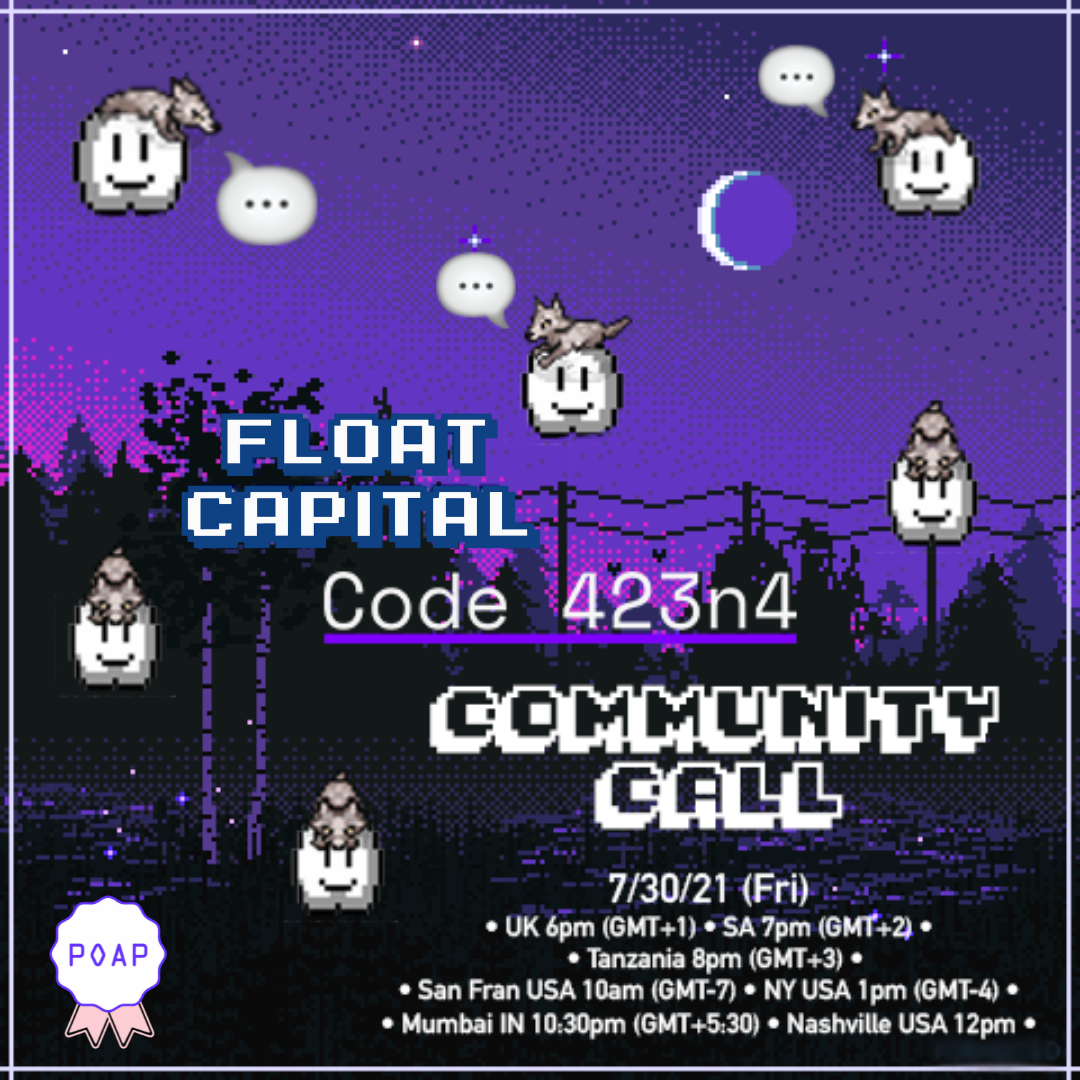 FLOAT
CAPITAL
Code 423n4
COMMUNITY
CALL
7/30/21 (Fri)
• UK 6pm (GMT+1) • SA 7pm (GMT+2) •
• Tanzania 8pm (GMT+3) •
• San Fran USA 10am (GMT-7) • NY USA 1pm (GMT-4) •
• Mumbai IN 10:30pm (GMT+5:30) • Nashville USA 12pm •
POAP